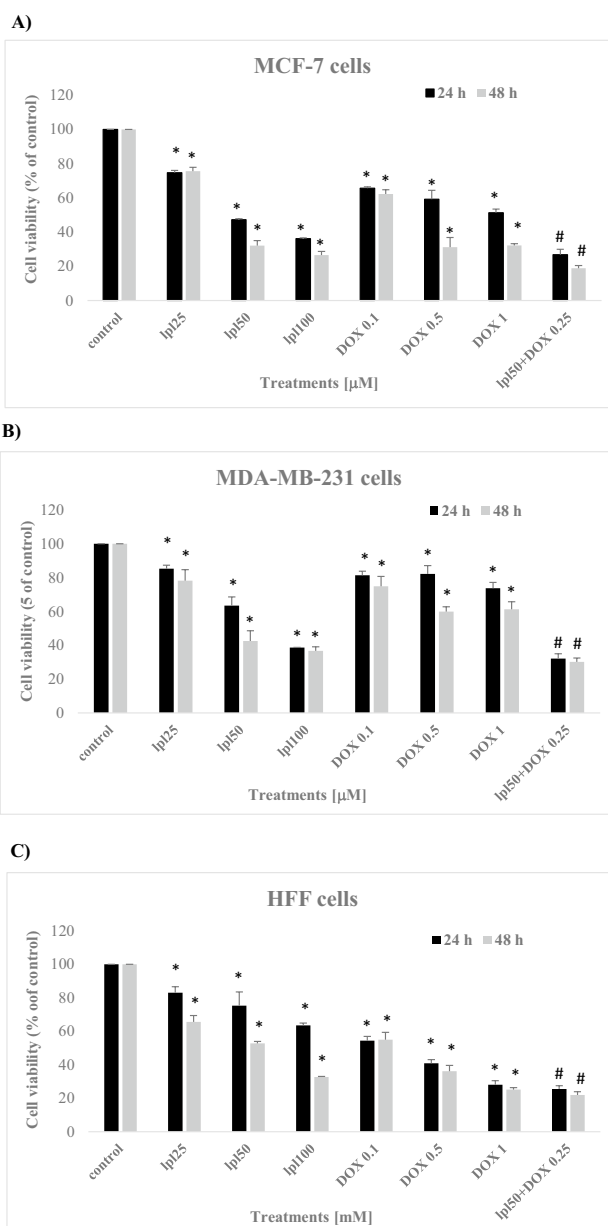 A)
MCF-7 cells
24 h 48 h
Cell viability (% of control)
120
100
80
60
40
20
0
* * * * * * * * * * * * # #
control lpl25 lpl50 lpl100 DOX 0.1 DOX 0.5 DOX 1 lpl50+DOX 0.25
Treatments [μM]
B)
MDA-MB-231 cells
24 h 48 h
Cell viability (5 of control)
120
100
80
60
40
20
0
* * * * * * * * * * * * # #
control lpl25 lpl50 lpl100 DOX 0.1 DOX 0.5 DOX 1 lpl50+DOX 0.25
Treatments [μM]
C)
HFF cells
24 h 48 h
Cell viability (% oof control)
120
100
80
60
40
20
0
* * * * * * * * * * * * # #
control lpl25 lpl50 lpl100 DOX 0.1 DOX 0.5 DOX 1 lpl50+DOX 0.25
Treatments [mM]